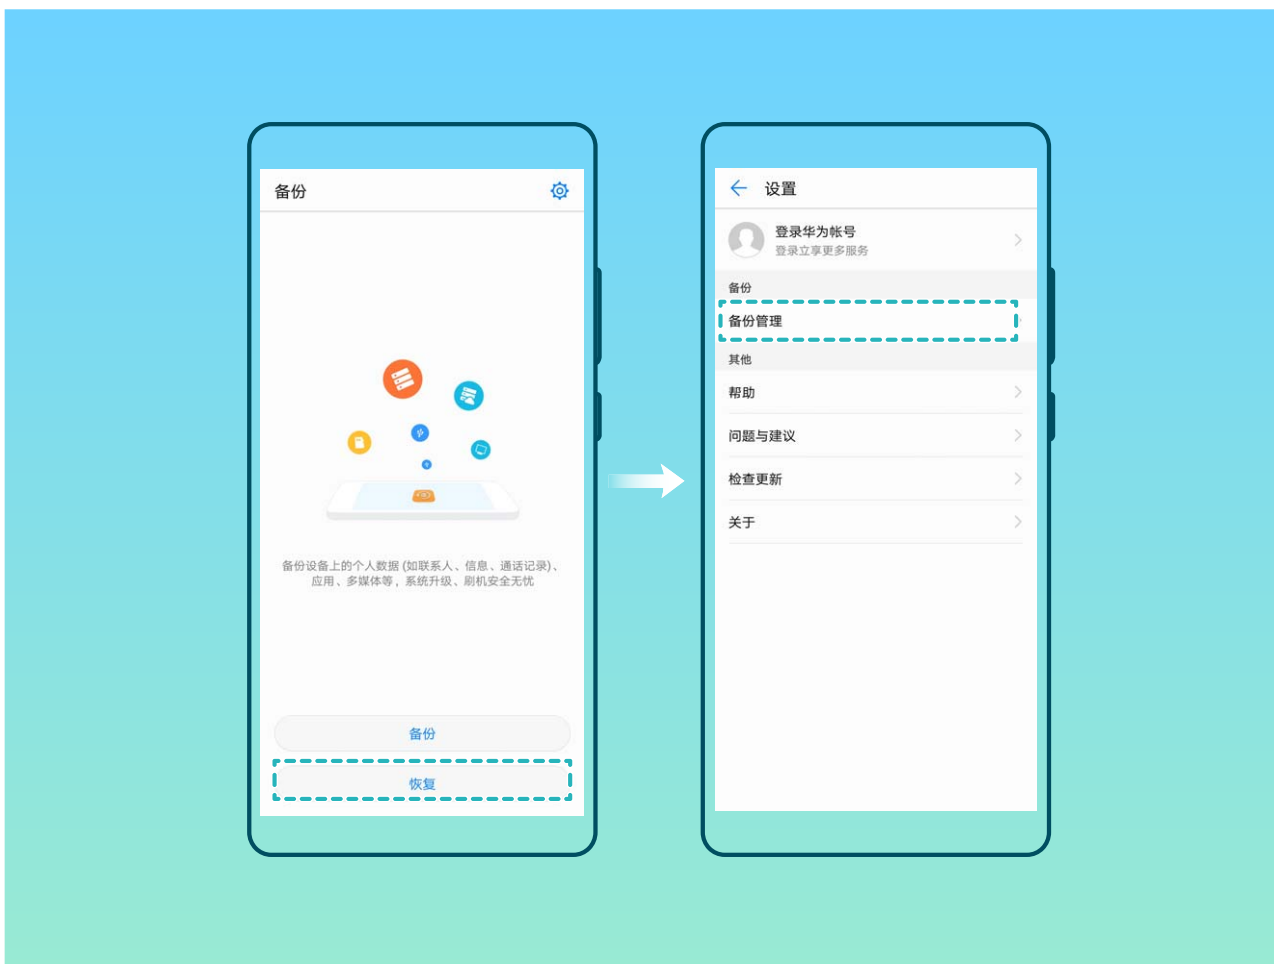 备份
备份设备上的个人数据 (如联系人、信息、通话记录)、
应用、多媒体等，系统升级、刷机安全无忧
备份
恢复
设置
登录华为帐号
登录立享更多服务
备份
备份管理
其他
帮助
问题与建议
检查更新
关于